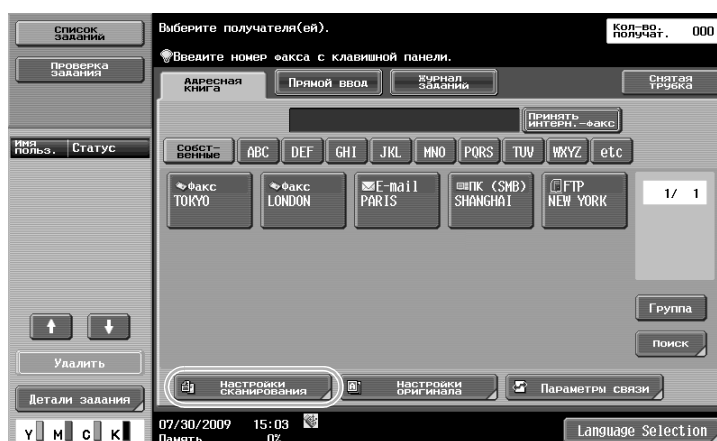 Список
заданий
Проверка
задания
Имя
польз.
Статус
Удалить
Детали задания
Y M C K
Выберите получателя(ей).
Кол-во.
получат.
000
Введите номер факса с клавишной панели.
Адресная
книга
Прямой ввод
Журнал
заданий
Снятая
трубка
Принять
интерн.-факс
Собст-
венные
ABC
DEF
GHI
JKL
MNO
PQRS
TUV
WXYZ
etc
Факс
TOKYO
Факс
LONDON
E-mail
PARIS
ПК (SMB)
SHANGHAI
FTP
NEW YORK
1/ 1
Группа
Поиск
Настройки
сканирования
Настройки
оригинала
Параметры связи
07/30/2009 15:03
Память 0%
Language Selection